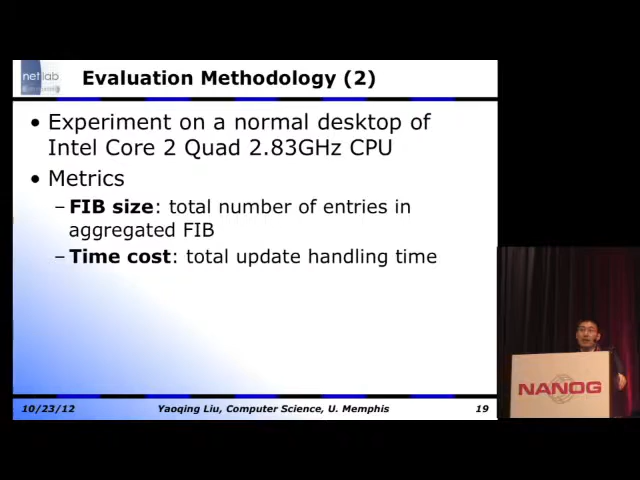 net lab
Evaluation Methodology (2)
• Experiment on a normal desktop of
Intel Core 2 Quad 2.83GHz CPU
• Metrics
– FIB size: total number of entries in
aggregated FIB
– Time cost: total update handling time
10/23/12 Yaoqing Liu, Computer Science, U. Memphis 19
NANOG